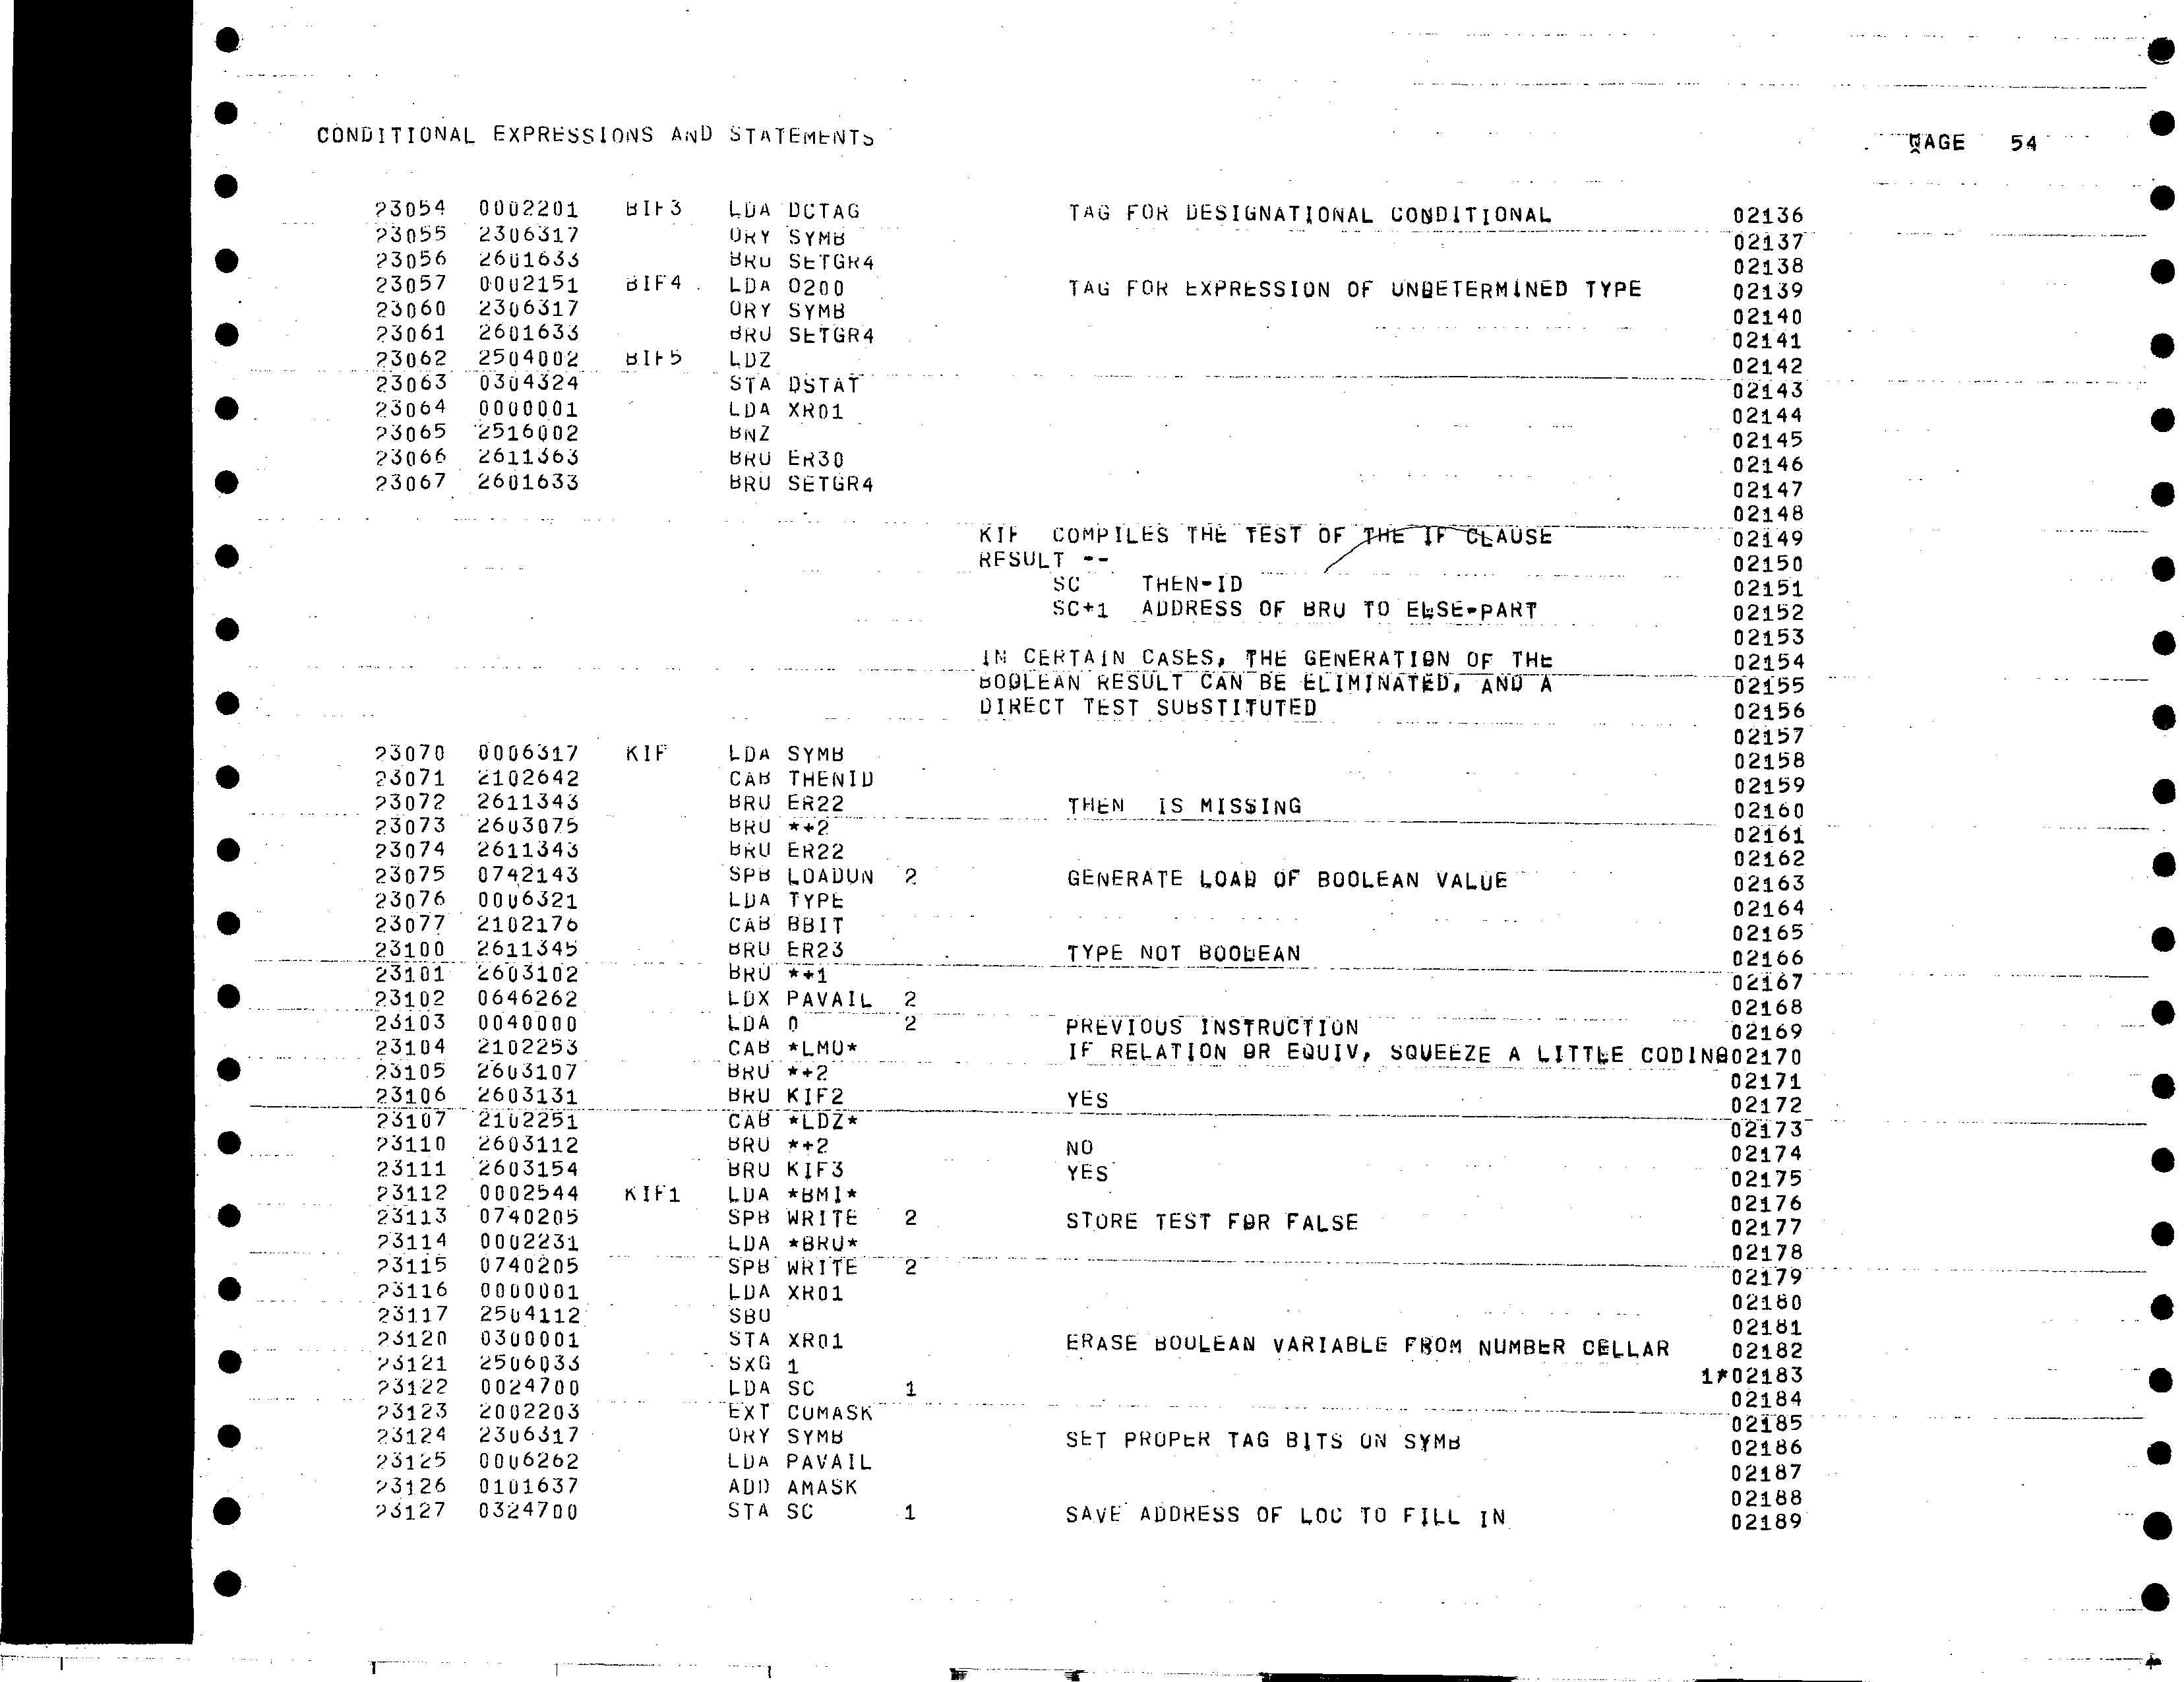 CONDITIONAL EXPRESSIONS AND STATEMENTS PAGE 54
23054 0002201 BIF3 LDA DCTAG TAG FOR DESIGNATIONAL CONDITIONAL 02136
23055 2306317 ORY SYMB 02137
23056 2601633 BRU SETGR4 02138
23057 0002151 BIF4 LDA O200 TAG FOR EXPRESSION OF UNDETERMINED TYPE 02139
23060 2306317 ORY SYMB 02140
23061 2601633 BRU SETGR4 02141
23062 2504002 BIF5 LDZ 02142
23063 0304324 STA DSTAT 02143
23064 0000001 LDA XR01 02144
23065 2516002 BNZ 02145
23066 2611363 BRU ER30 02146
23067 2601633 BRU SETGR4 02147
02148
KIF COMPILES THE TEST OF THE IF CLAUSE 02149
RESULT -- 02150
SC THEN-ID 02151
SC+1 ADDRESS OF BRU TO ELSE-PART 02152
02153
IN CERTAIN CASES, THE GENERATION OF THE 02154
BOOLEAN RESULT CAN BE ELIMINATED, AND A 02155
DIRECT TEST SUBSTITUTED 02156
02157
23070 0006317 KIF LDA SYMB 02158
23071 2102642 CAB THENID 02159
23072 2611343 BRU ER22 THEN IS MISSING 02160
23073 2603075 BRU *+2 02161
23074 2611343 BRU ER22 02162
23075 0742143 SPB LOADUN 2 GENERATE LOAD OF BOOLEAN VALUE 02163
23076 0006321 LDA TYPE 02164
23077 2102176 CAB BBIT 02165
23100 2611345 BRU ER23 TYPE NOT BOOLEAN 02166
23101 2603102 BRU *+1 02167
23102 0646262 LDX PAVAIL 2 02168
23103 0040000 LDA 0 2 PREVIOUS INSTRUCTION 02169
23104 2102253 CAB *LMO* IF RELATION OR EQUIV, SQUEEZE A LITTLE CODING02170
23105 2603107 BRU *+2 02171
23106 2603131 BRU KIF2 YES 02172
23107 2102251 CAB *LDZ* 02173
23110 2603112 BRU *+2 NO 02174
23111 2603154 BRU KIF3 YES 02175
23112 0002544 KIF1 LDA *BMI* 02176
23113 0740205 SPB WRITE 2 STORE TEST FOR FALSE 02177
23114 0002231 LDA *BRU* 02178
23115 0740205 SPB WRITE 2 02179
23116 0000001 LDA XR01 02180
23117 2504112 SBO 02181
23120 0300001 STA XR01 ERASE BOOLEAN VARIABLE FROM NUMBER CELLAR 02182
23121 2506033 SXG 1 1*02183
23122 0024700 LDA SC 1 02184
23123 2002203 EXT COMASK 02185
23124 2306317 ORY SYMB SET PROPER TAG BITS ON SYMB 02186
23125 0006262 LDA PAVAIL 02187
23126 0101637 ADD AMASK 02188
23127 0324700 STA SC 1 SAVE ADDRESS OF LOC TO FILL IN 02189